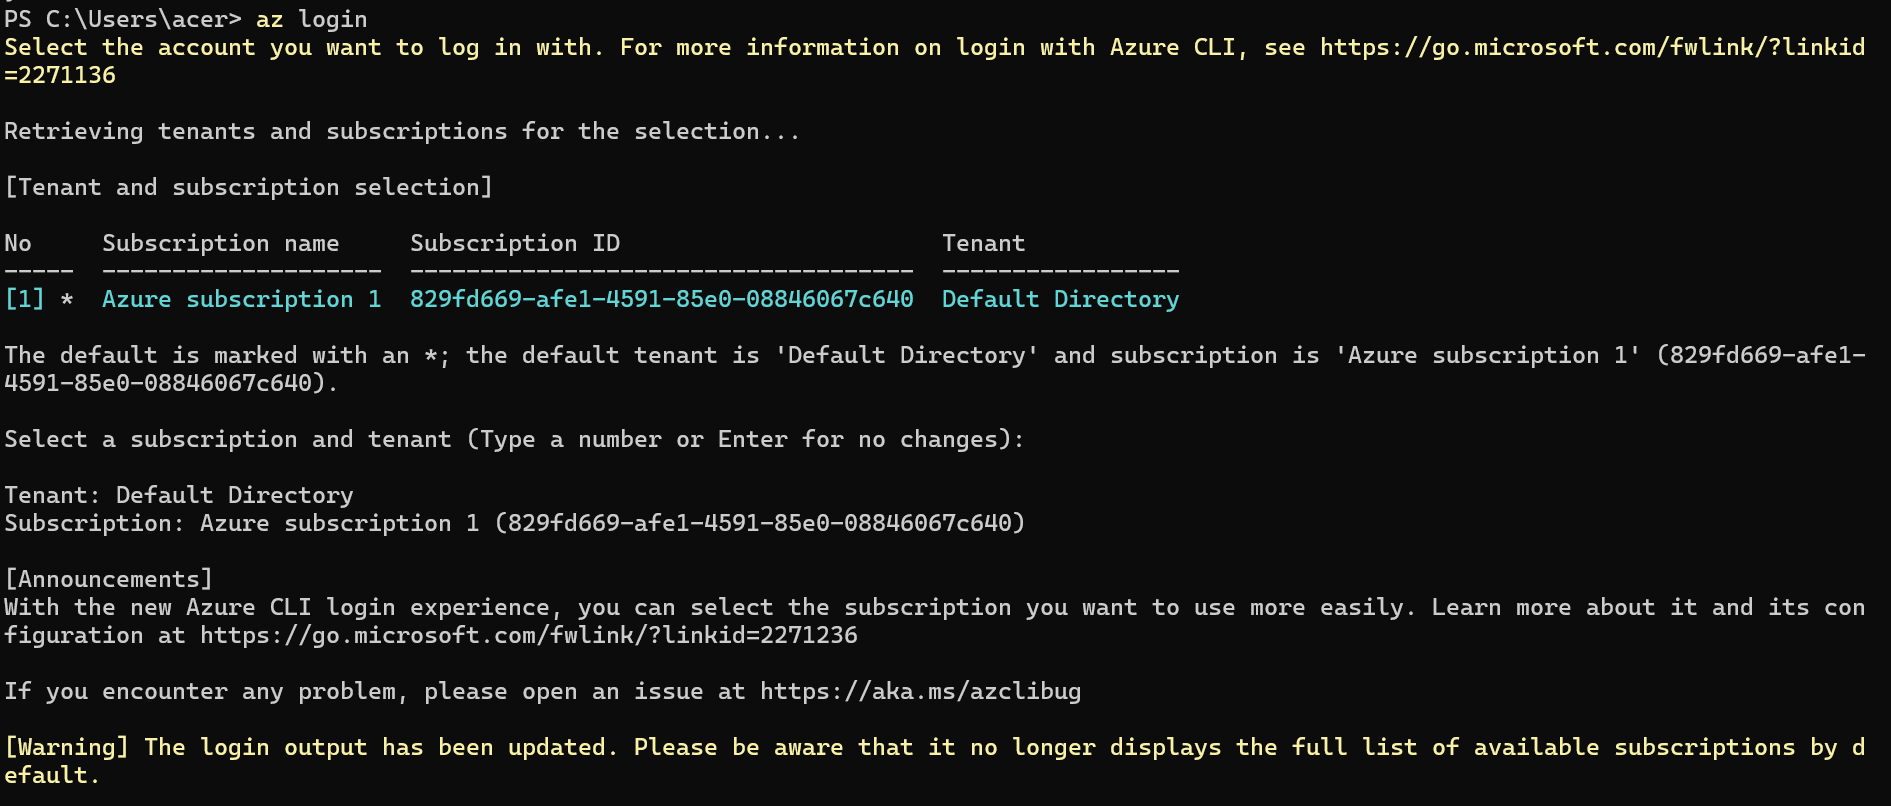 PS C:\Users\acer> az login
Select the account you want to log in with. For more information on login with Azure CLI, see https://go.microsoft.com/fwlink/?linkid
=2271136
Retrieving tenants and subscriptions for the selection...
[Tenant and subscription selection]
No     Subscription name     Subscription ID                       Tenant
-----  --------------------  ------------------------------------  -----------------
[1] *  Azure subscription 1  829fd669-afe1-4591-85e0-08846067c640  Default Directory
The default is marked with an *; the default tenant is 'Default Directory' and subscription is 'Azure subscription 1' (829fd669-afe1-
4591-85e0-08846067c640).
Select a subscription and tenant (Type a number or Enter for no changes):
Tenant: Default Directory
Subscription: Azure subscription 1 (829fd669-afe1-4591-85e0-08846067c640)
[Announcements]
With the new Azure CLI login experience, you can select the subscription you want to use more easily. Learn more about it and its con
figuration at https://go.microsoft.com/fwlink/?linkid=2271236
If you encounter any problem, please open an issue at https://aka.ms/azclibug
[Warning] The login output has been updated. Please be aware that it no longer displays the full list of available subscriptions by d
efault.